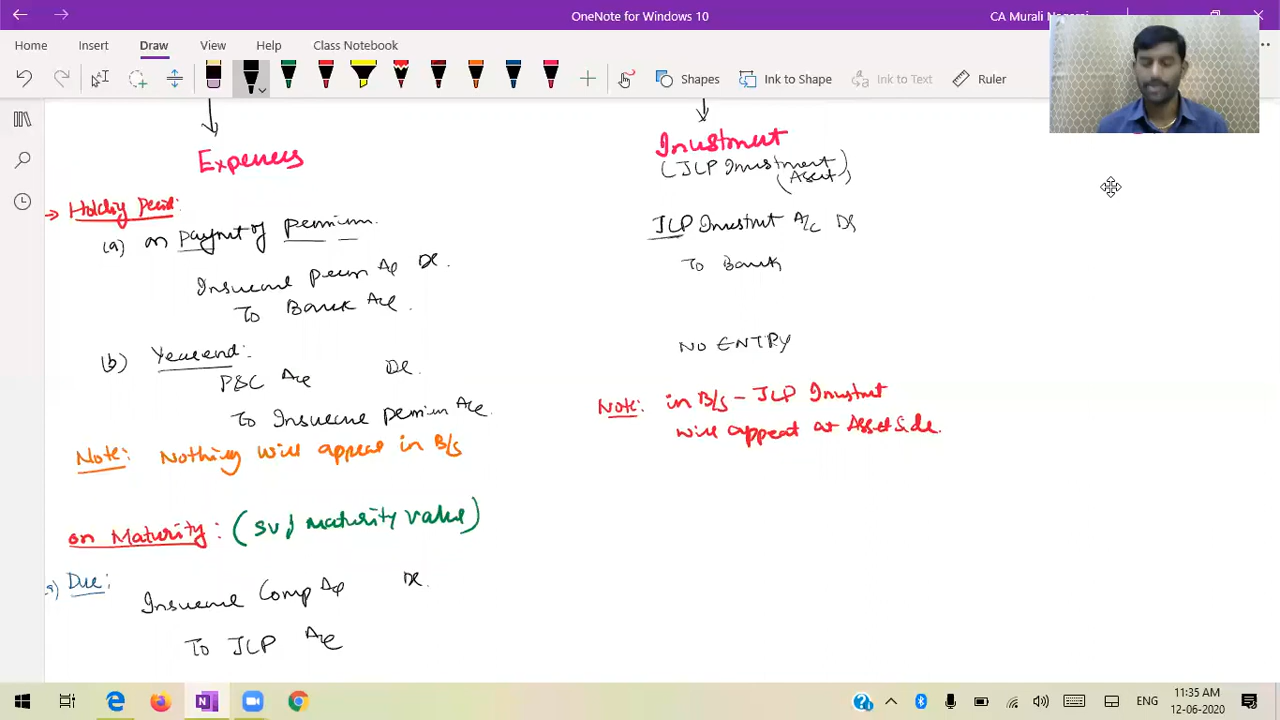 OneNote for Windows 10
CA Murali
Home Insert Draw View Help Class Notebook
Shapes Ink to Shape Ink to Text Ruler
Expenses
Investment
(JLP Investment
(Asset)
Holding Period:
(a) on payment of premium.
Insurance premium A/c Dr.
To Bank A/c.
JLP Investment A/c Dr
To Bank
(b) Year end:
P&C A/c Dr.
To Insurance premium A/c.
NO ENTRY
Note: Nothing will appear in B/s
Note: in B/s - JLP Investment
will appear at Asset Side.
on Maturity: (SV / maturity value)
Due:
Insurance Comp A/c Dr.
To JLP A/c
ENG
11:35 AM
12-06-2020